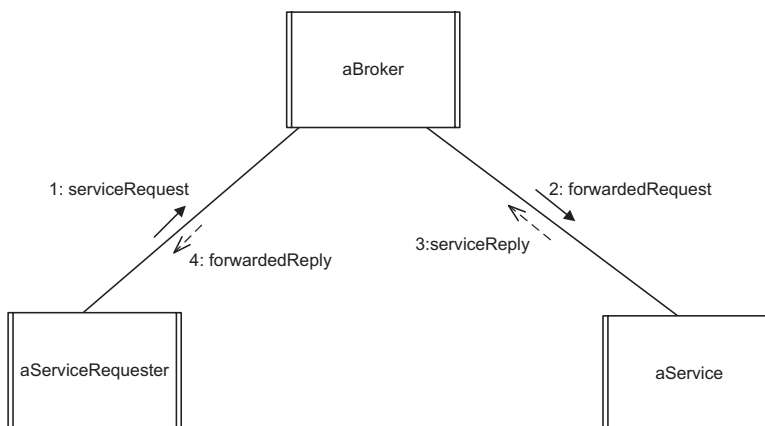 aBroker
1: serviceRequest
2: forwardedRequest
3:serviceReply
4: forwardedReply
aServiceRequester
aService